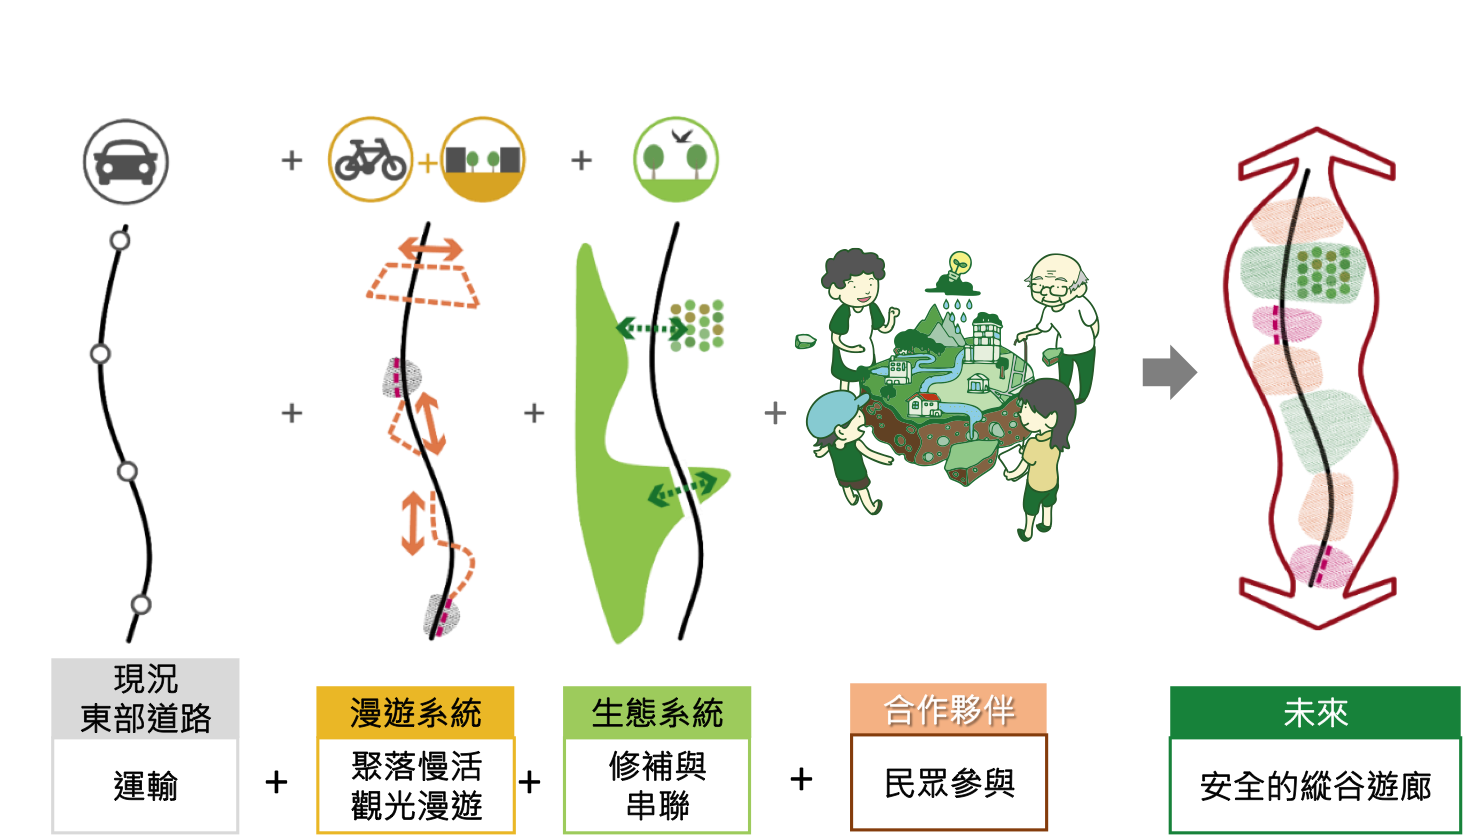 +
+
+
+
+
+
現況
東部道路
運輸
+
漫遊系統
聚落慢活
觀光漫遊
+
生態系統
修補與
串聯
+
合作夥伴
民眾參與
未來
安全的縱谷遊廊